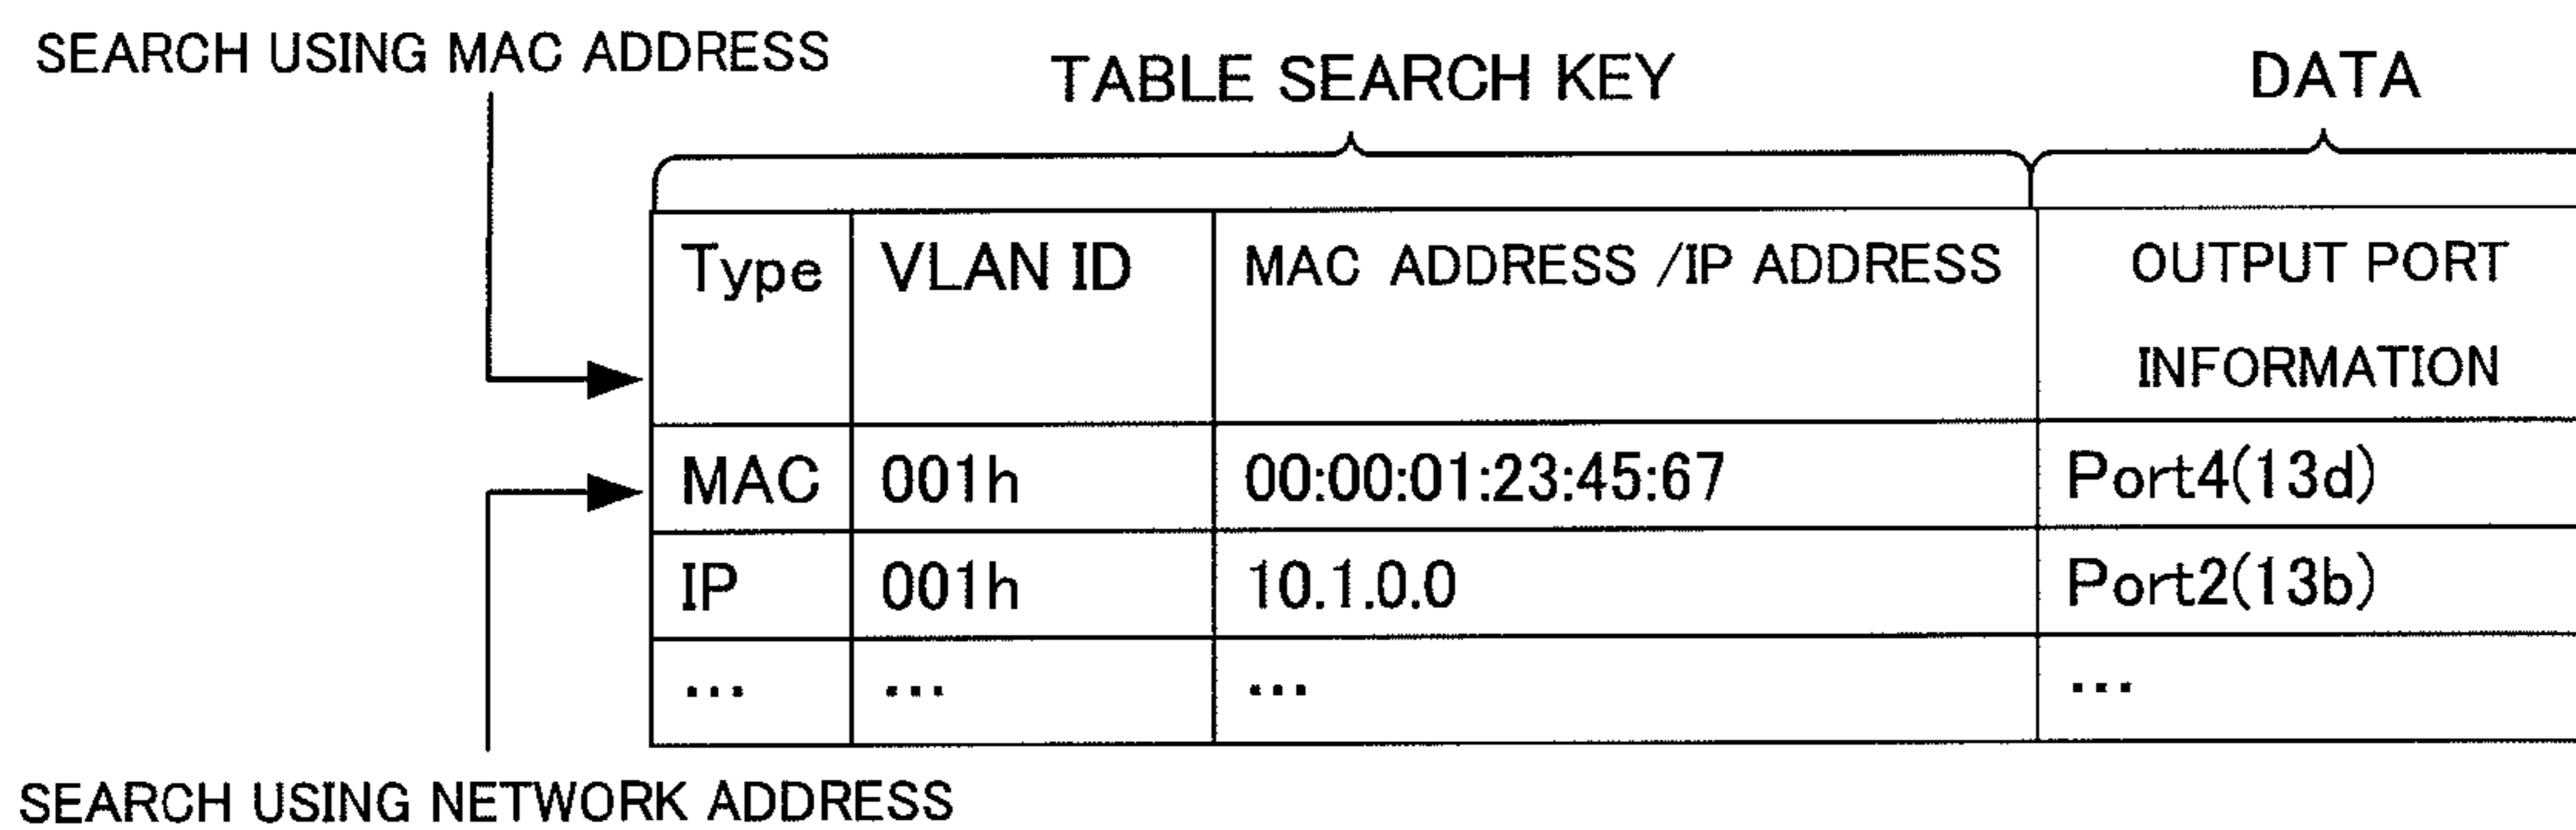 SEARCH USING MAC ADDRESS
TABLE SEARCH KEY
DATA
Type VLAN ID MAC ADDRESS /IP ADDRESS OUTPUT PORT
INFORMATION
MAC 001h 00:00:01:23:45:67 Port4(13d)
IP 001h 10.1.0.0 Port2(13b)
... ... ... ...
SEARCH USING NETWORK ADDRESS